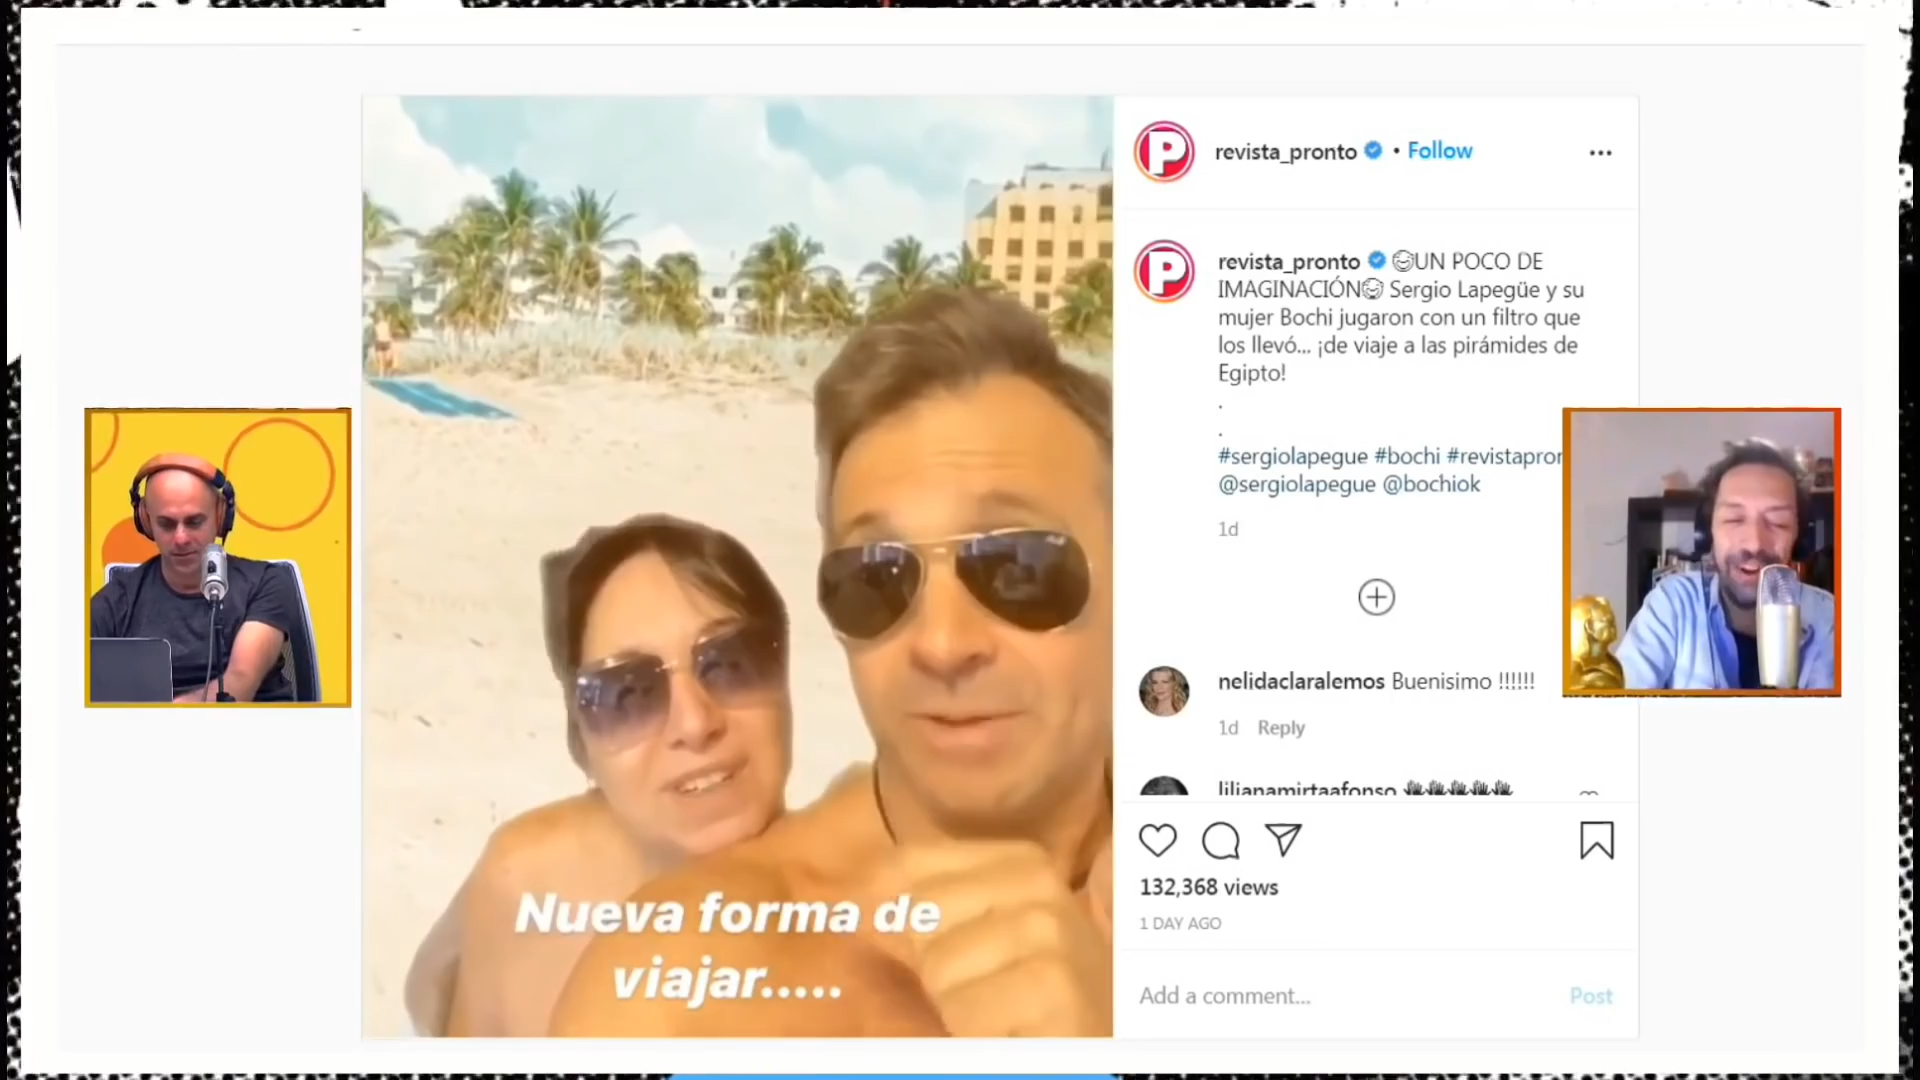 Nueva forma de
viajar.....
P
revista_pronto • Follow
P
revista_pronto UN POCO DE
IMAGINACIÓN Sergio Lapegüe y su
mujer Bochi jugaron con un filtro que
los llevó... ¡de viaje a las pirámides de
Egipto!
.
.
#sergiolapegue #bochi #revistapron
@sergiolapegue @bochiok
1d
nelidaclaralemos Buenisimo !!!!!!
1d Reply
lilianamirtaafonso
132,368 views
1 DAY AGO
Add a comment... Post